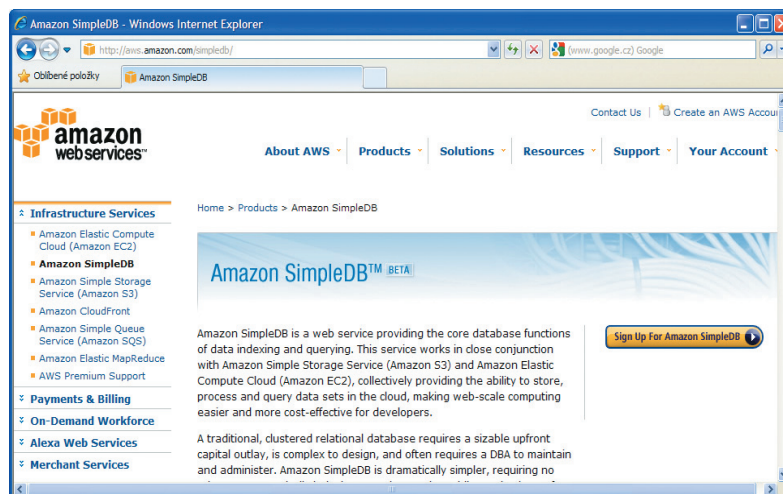 Amazon SimpleDB - Windows Internet Explorer
http://aws.amazon.com/simpledb/
(www.google.cz) Google
Oblíbené položky
Amazon SimpleDB
Contact Us | Create an AWS Accou
amazon
webservices™
About AWS Products Solutions Resources Support Your Account
Infrastructure Services
Amazon Elastic Compute
Cloud (Amazon EC2)
Amazon SimpleDB
Amazon Simple Storage
Service (Amazon S3)
Amazon CloudFront
Amazon Simple Queue
Service (Amazon SQS)
Amazon Elastic MapReduce
AWS Premium Support
Payments & Billing
On-Demand Workforce
Alexa Web Services
Merchant Services
Home > Products > Amazon SimpleDB
Amazon SimpleDB™ BETA
Amazon SimpleDB is a web service providing the core database functions
of data indexing and querying. This service works in close conjunction
with Amazon Simple Storage Service (Amazon S3) and Amazon Elastic
Compute Cloud (Amazon EC2), collectively providing the ability to store,
process and query data sets in the cloud, making web-scale computing
easier and more cost-effective for developers.
A traditional, clustered relational database requires a sizable upfront
capital outlay, is complex to design, and often requires a DBA to maintain
and administer. Amazon SimpleDB is dramatically simpler, requiring no
Sign Up For Amazon SimpleDB